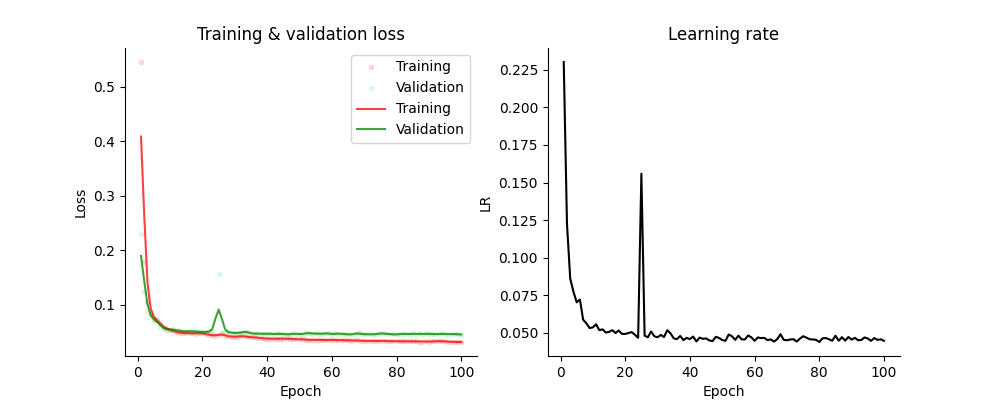 Training & validation loss
Training
Validation
Training
Validation
0.5
0.4
0.3
0.2
0.1
Loss
0
20
40
60
80
100
Epoch
Learning rate
0.225
0.200
0.175
0.150
0.125
0.100
0.075
0.050
LR
0
20
40
60
80
100
Epoch